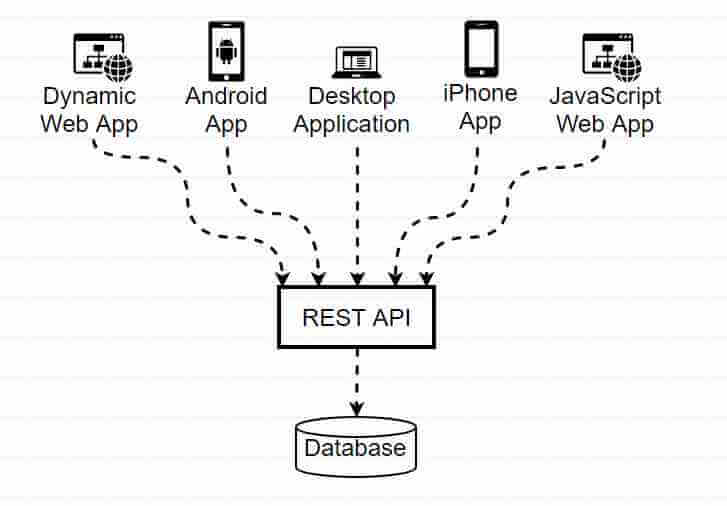 Dynamic
Web App
Android
App
Desktop
Application
iPhone
App
JavaScript
Web App
REST API
Database